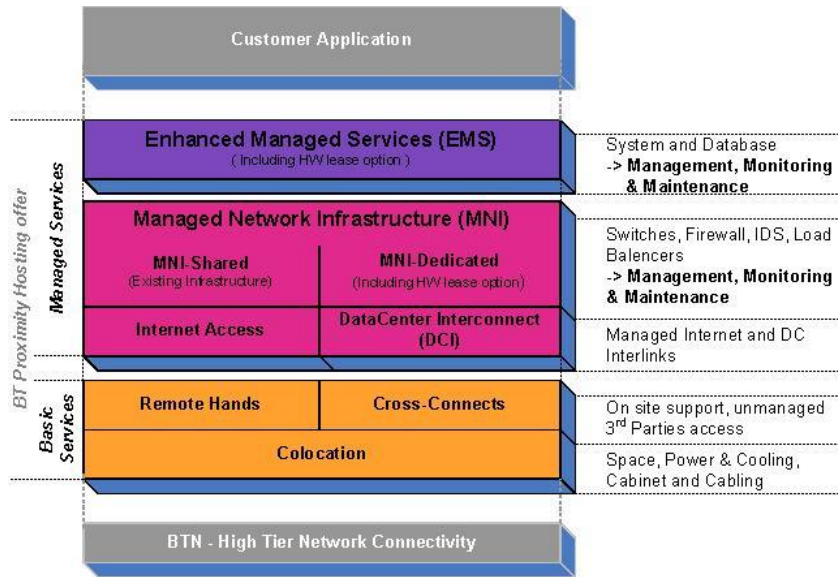 Customer Application
BT Proximity Hosting offer
Managed Services
Enhanced Managed Services (EMS)
( Including HW lease option )
System and Database
-> Management, Monitoring
& Maintenance
Managed Network Infrastructure (MNI)
MNI-Shared
(Existing Infrastructure)
MNI-Dedicated
(Including HW lease option)
Switches, Firewall, IDS, Load
Balencers
-> Management, Monitoring
& Maintenance
Internet Access
DataCenter Interconnect
(DCI)
Managed Internet and DC
Interlinks
Basic
Services
Remote Hands
Cross-Connects
On site support, unmanaged
3rd Parties access
Colocation
Space, Power & Cooling,
Cabinet and Cabling
BTN - High Tier Network Connectivity